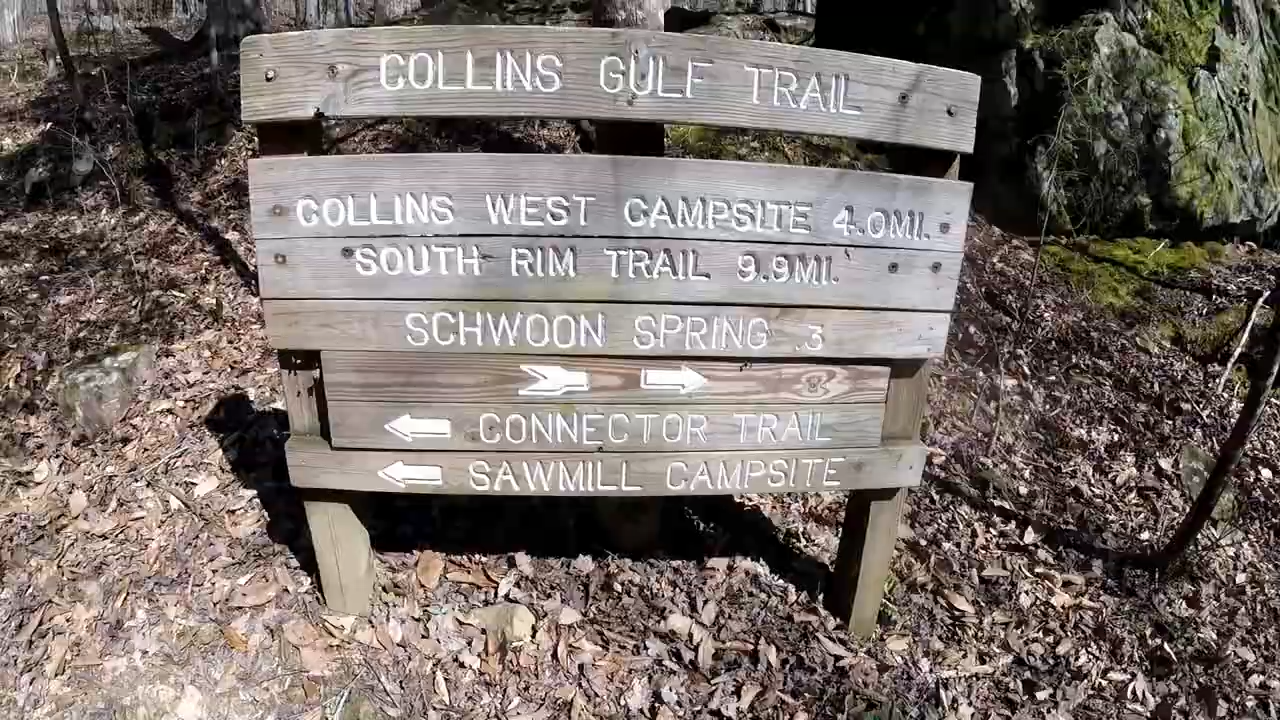 COLLINS GULF TRAIL
COLLINS WEST CAMPSITE 4.0MI.
SOUTH RIM TRAIL 9.9MI.
SCHWOON SPRING .3
CONNECTOR TRAIL
SAWMILL CAMPSITE